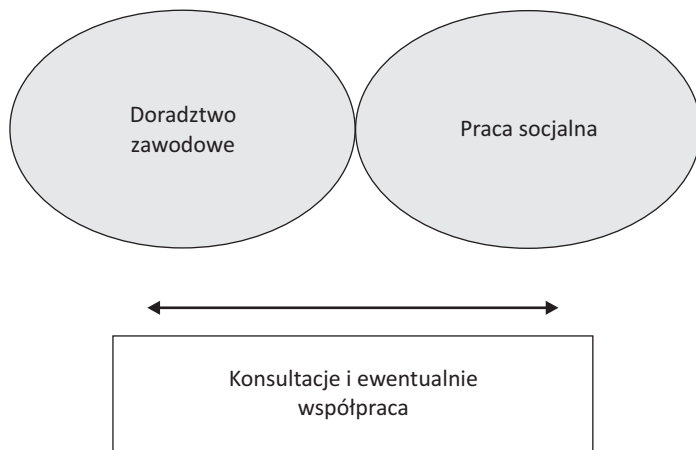 Doradztwo
zawodowe
Praca socjalna
Konsultacje i ewentualnie
współpraca